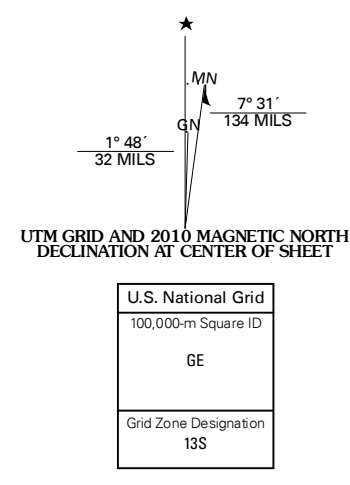 MN
7° 31´
134 MILS
GN
1° 48´
32 MILS
UTM GRID AND 2010 MAGNETIC NORTH
DECLINATION AT CENTER OF SHEET
U.S. National Grid
100,000-m Square ID
GE
Grid Zone Designation
13S